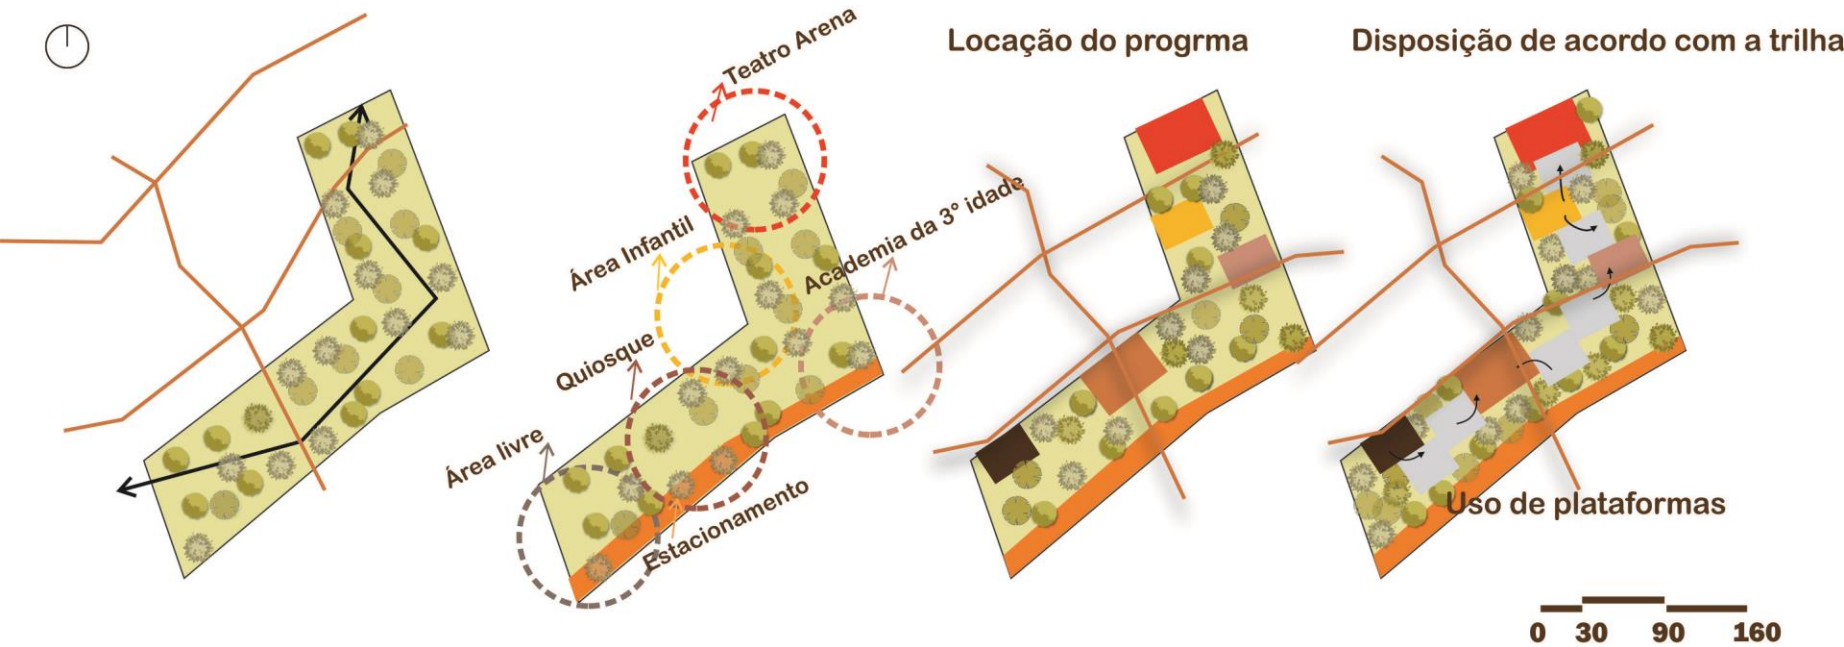 Teatro Arena
Locação do progrma
Disposição de acordo com a trilha
Área Infantil
Academia da 3° idade
Quiosque
Área livre
Estacionamento
Uso de plataformas
0 30 90 160